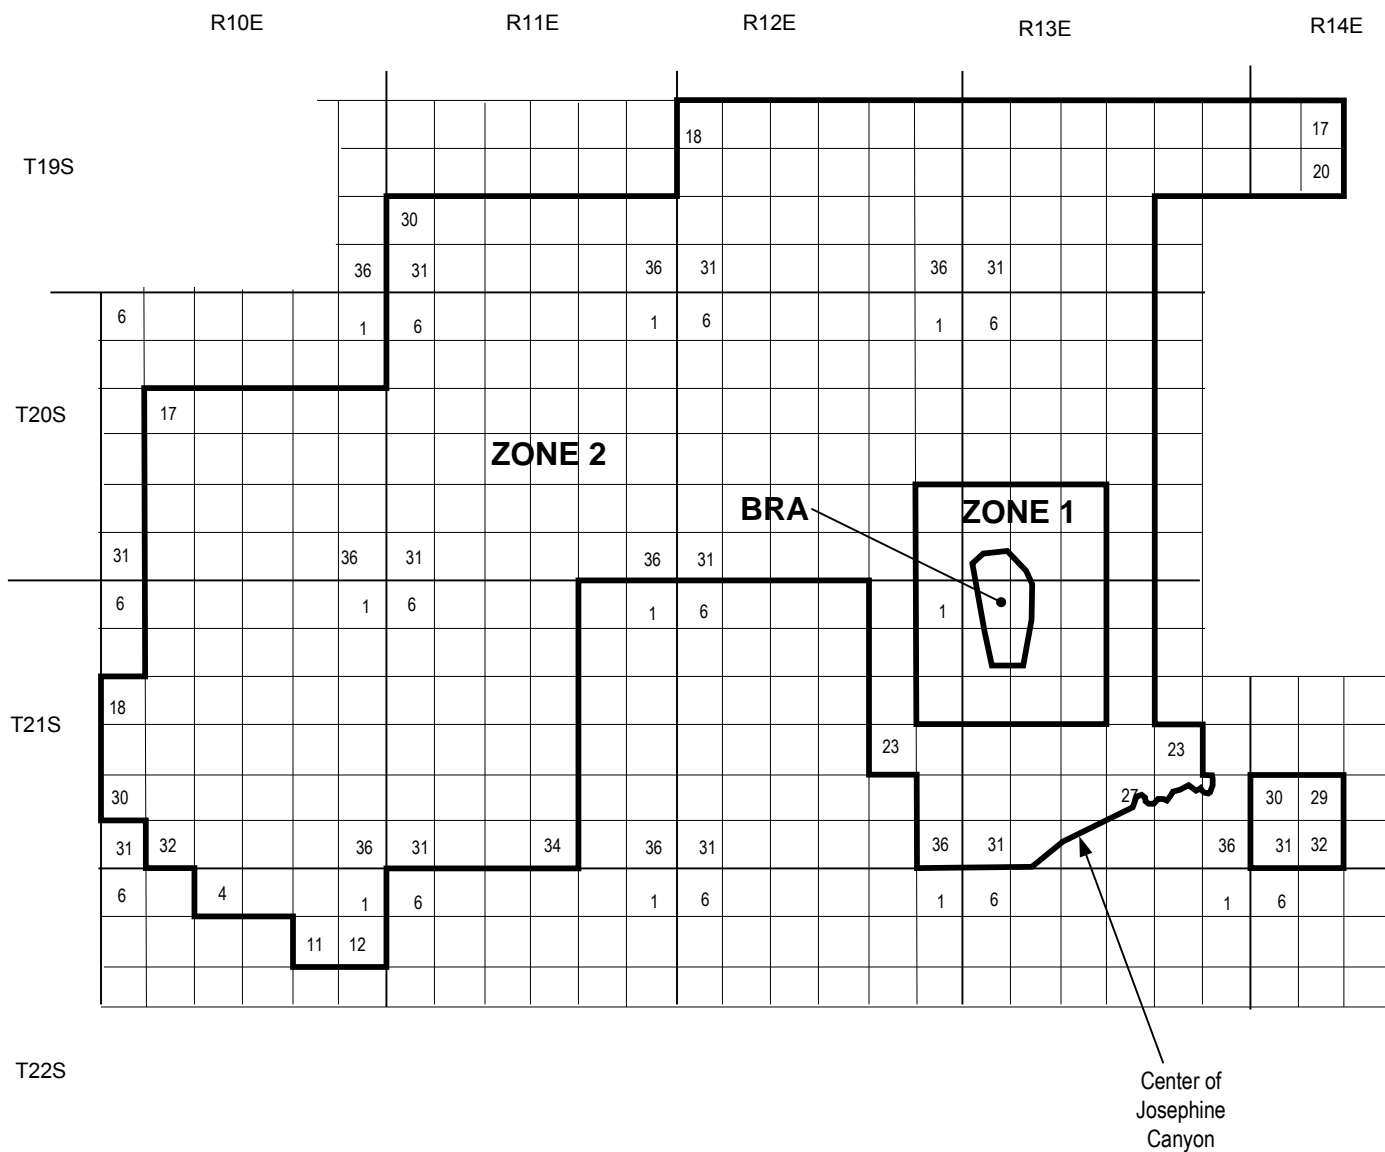 R10E R11E R12E R13E R14E
18 17
T19S
20
30
36 31 36 31 36 31
6 1 6 1 6 1 6
T20S 17
ZONE 2
BRA ZONE 1
31 36 31 36 31
6 1 6 1 6 1
18
T21S
23 23
30 27 30 29
31 32 36 31 34 36 31 36 31 36 31 32
6 4 1 6 1 6 1 6 1 6
11 12
T22S
Center of
Josephine
Canyon